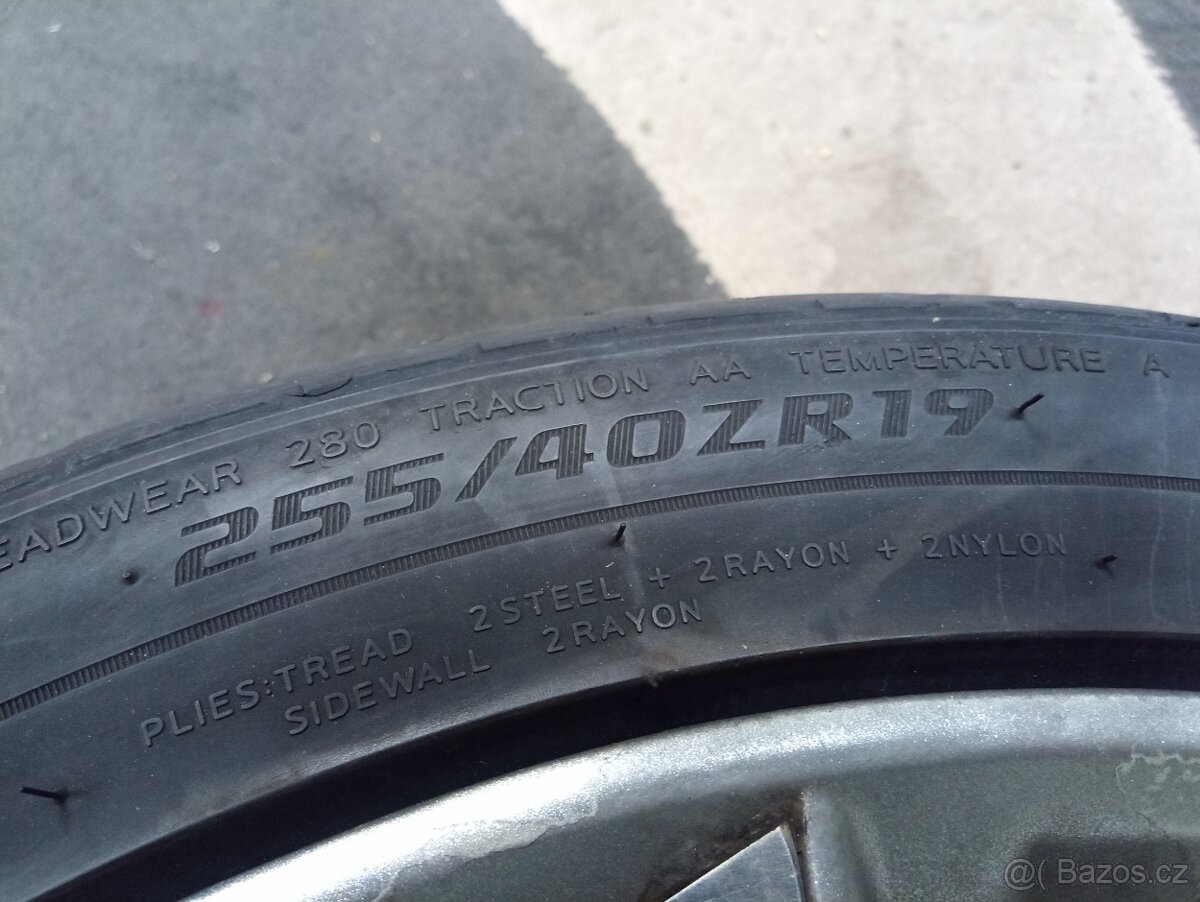 EADWEAR 280 TRACTION AA TEMPERATURE A
255/40ZR19
PLIES:TREAD 2STEEL + 2RAYON + 2NYLON
SIDEWALL 2RAYON
@( Bazos.cz